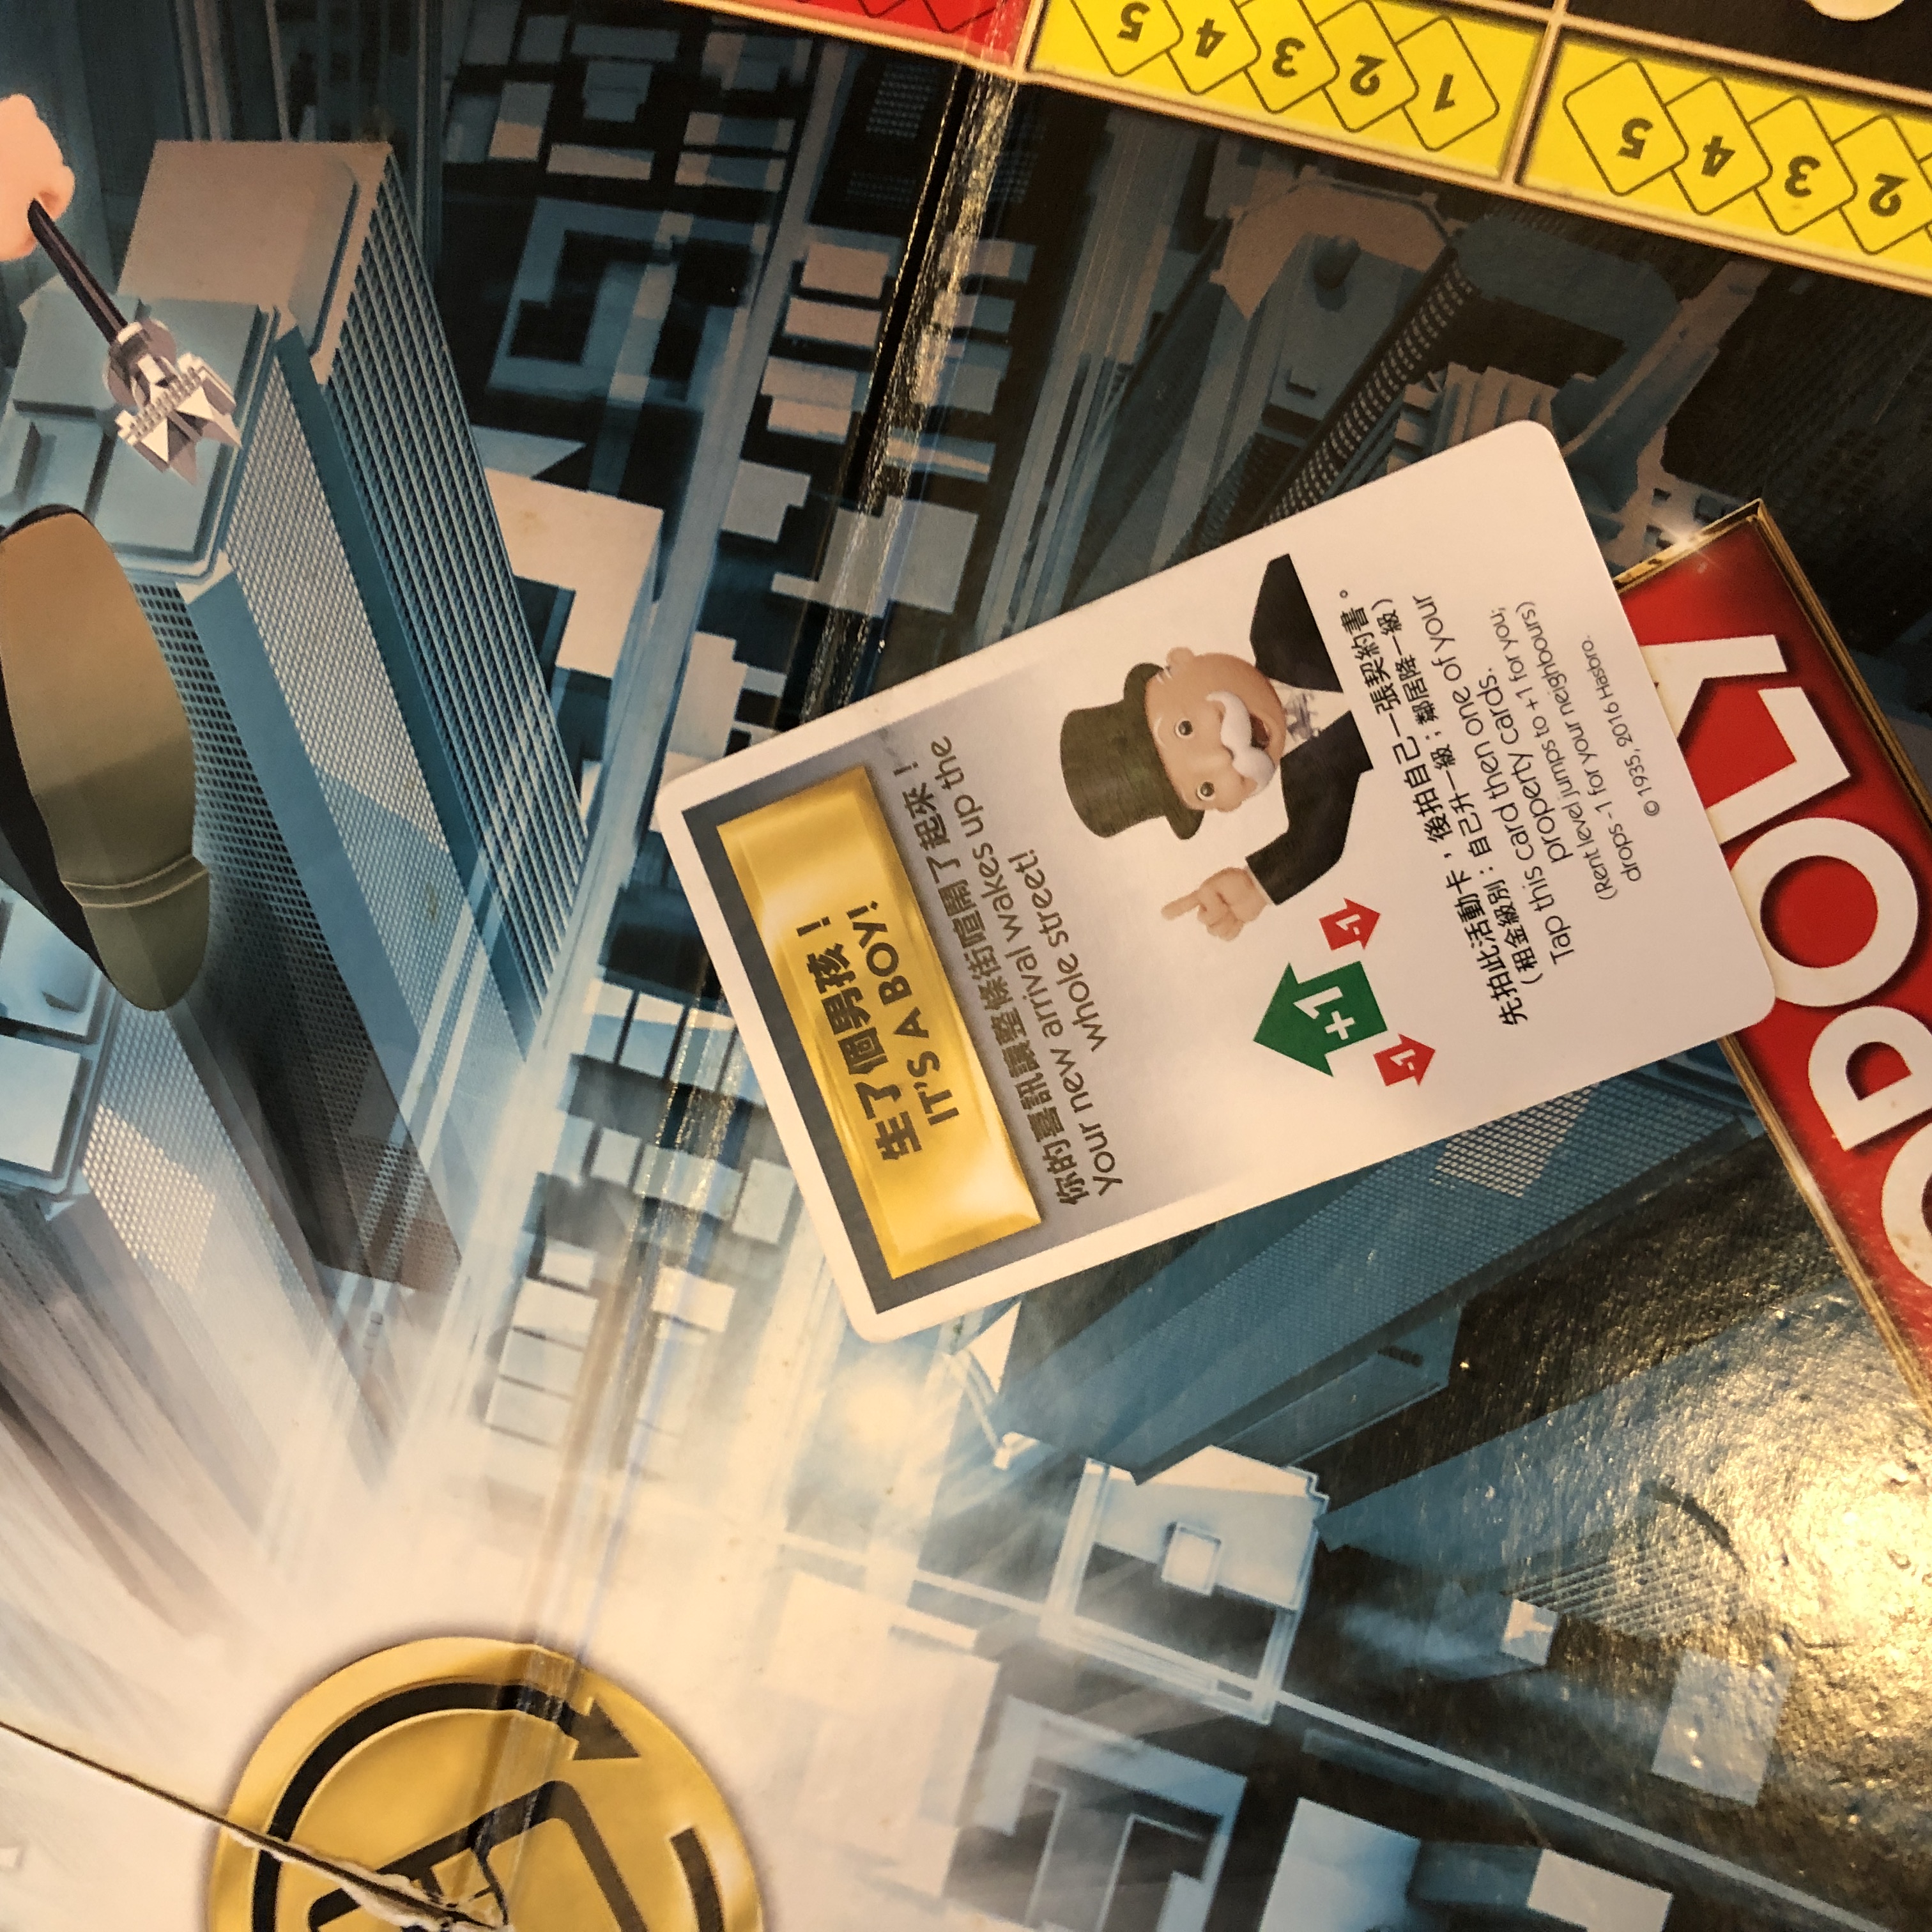 生了個男孩！
IT'S A BOY!
你的喜訊讓整條街喧鬧了起來！
Your new arrival wakes up the
whole street!
+1
-1
-1
先拍此活動卡，後拍自己一張契約書。
（租金級別：自己升一級；鄰居降一級）
Tap this card then one of your
property cards.
(Rent level jumps to +1 for you;
drops -1 for your neighbours)
© 1935, 2016 Hasbro.
OPOLY
5
4
3
2
1
5
4
3
2